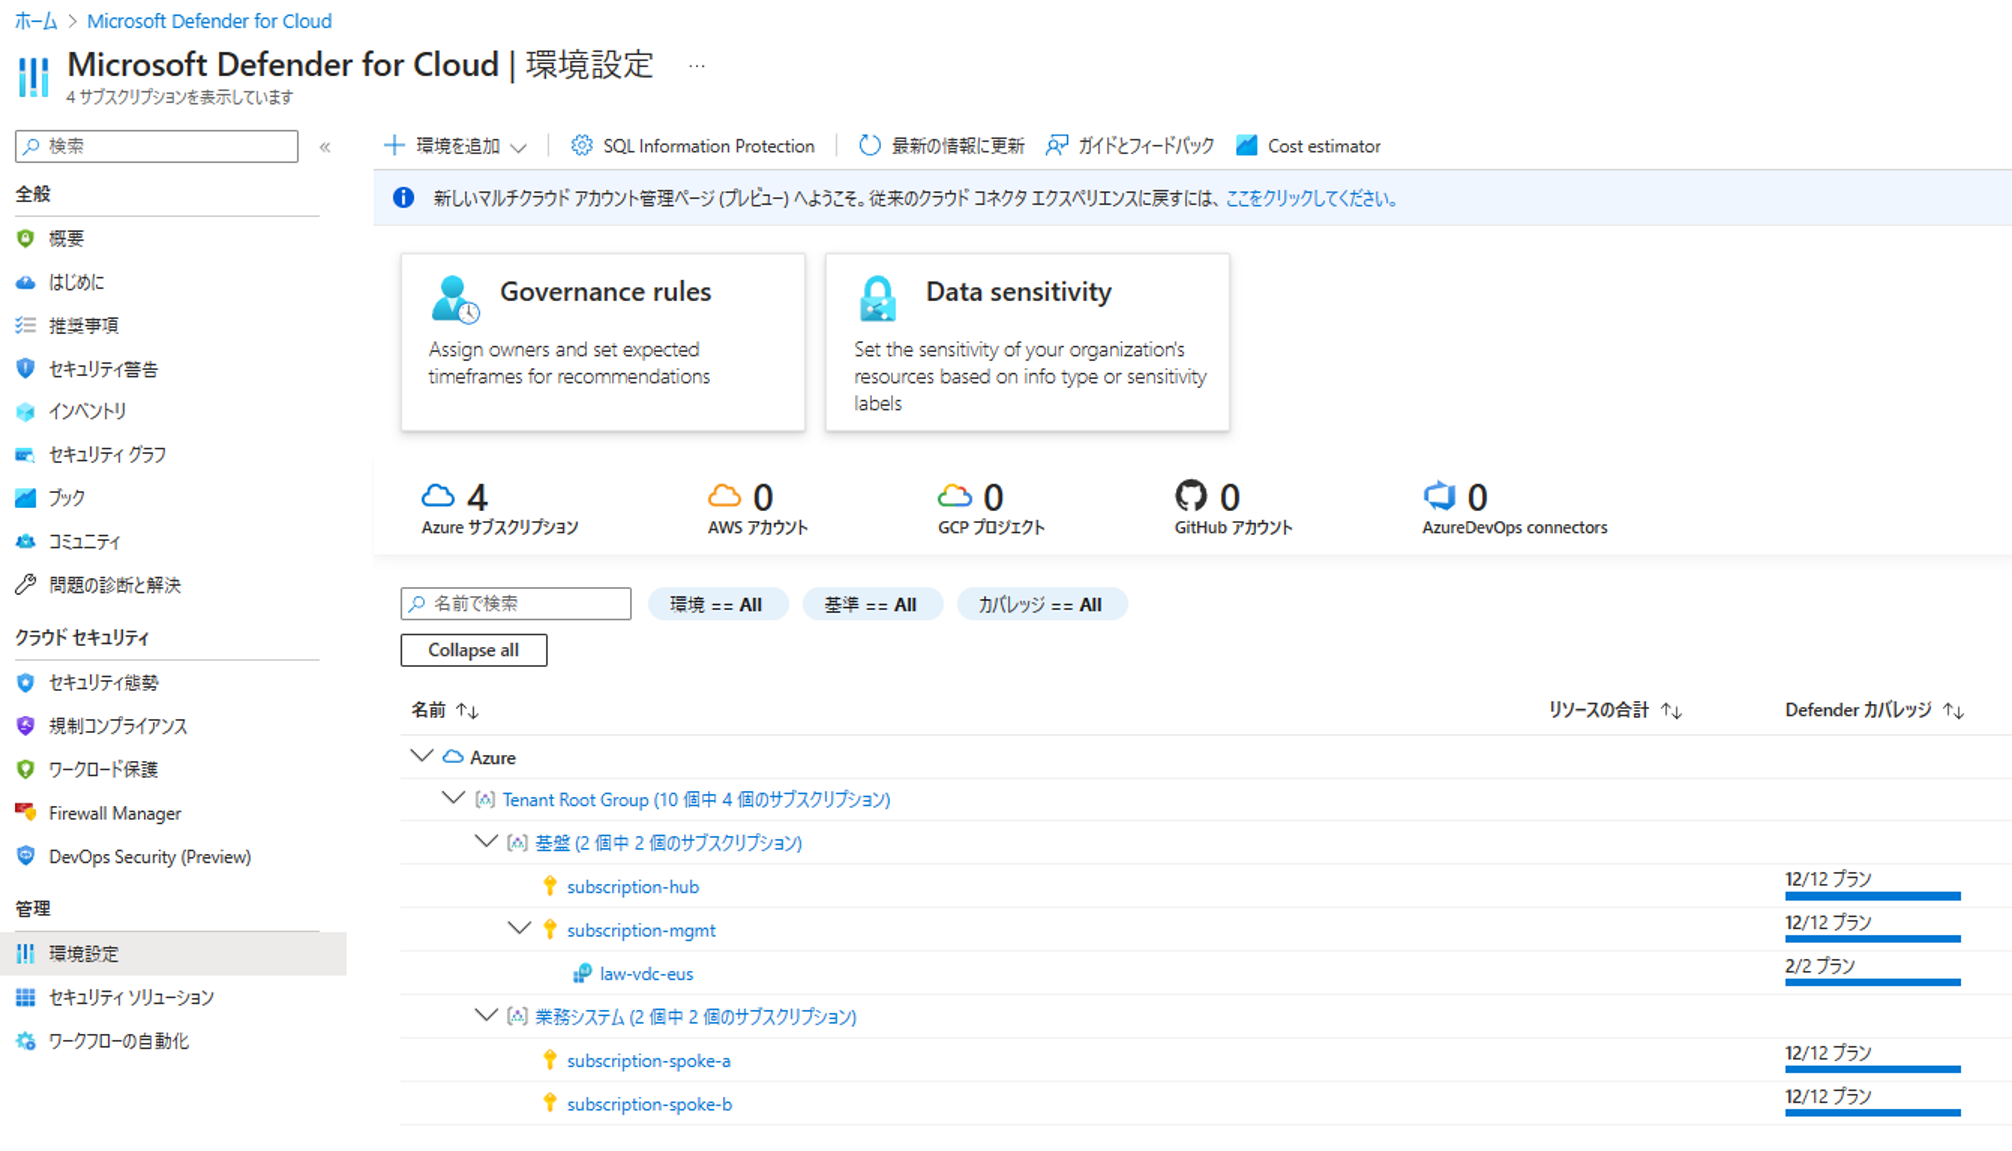 ホーム > Microsoft Defender for Cloud
Microsoft Defender for Cloud | 環境設定 …
4 サブスクリプションを表示しています
検索 «
全般
概要
はじめに
推奨事項
セキュリティ警告
インベントリ
セキュリティ グラフ
ブック
コミュニティ
問題の診断と解決
クラウド セキュリティ
セキュリティ態勢
規制コンプライアンス
ワークロード保護
Firewall Manager
DevOps Security (Preview)
管理
環境設定
セキュリティ ソリューション
ワークフローの自動化
環境を追加 SQL Information Protection 最新の情報に更新 ガイドとフィードバック Cost estimator
新しいマルチクラウド アカウント管理ページ (プレビュー) へようこそ。従来のクラウド コネクタ エクスペリエンスに戻すには、ここをクリックしてください。
Governance rules
Assign owners and set expected
timeframes for recommendations
Data sensitivity
Set the sensitivity of your organization's
resources based on info type or sensitivity
labels
4 0 0 0 0
Azure サブスクリプション AWS アカウント GCP プロジェクト GitHub アカウント AzureDevOps connectors
名前で検索 環境 == All 基準 == All カバレッジ == All
Collapse all
名前 ↑↓ リソースの合計 ↑↓ Defender カバレッジ ↑↓
Azure
Tenant Root Group (10 個中 4 個のサブスクリプション)
基盤 (2 個中 2 個のサブスクリプション)
subscription-hub 12/12 プラン
subscription-mgmt 12/12 プラン
law-vdc-eus 2/2 プラン
業務システム (2 個中 2 個のサブスクリプション)
subscription-spoke-a 12/12 プラン
subscription-spoke-b 12/12 プラン